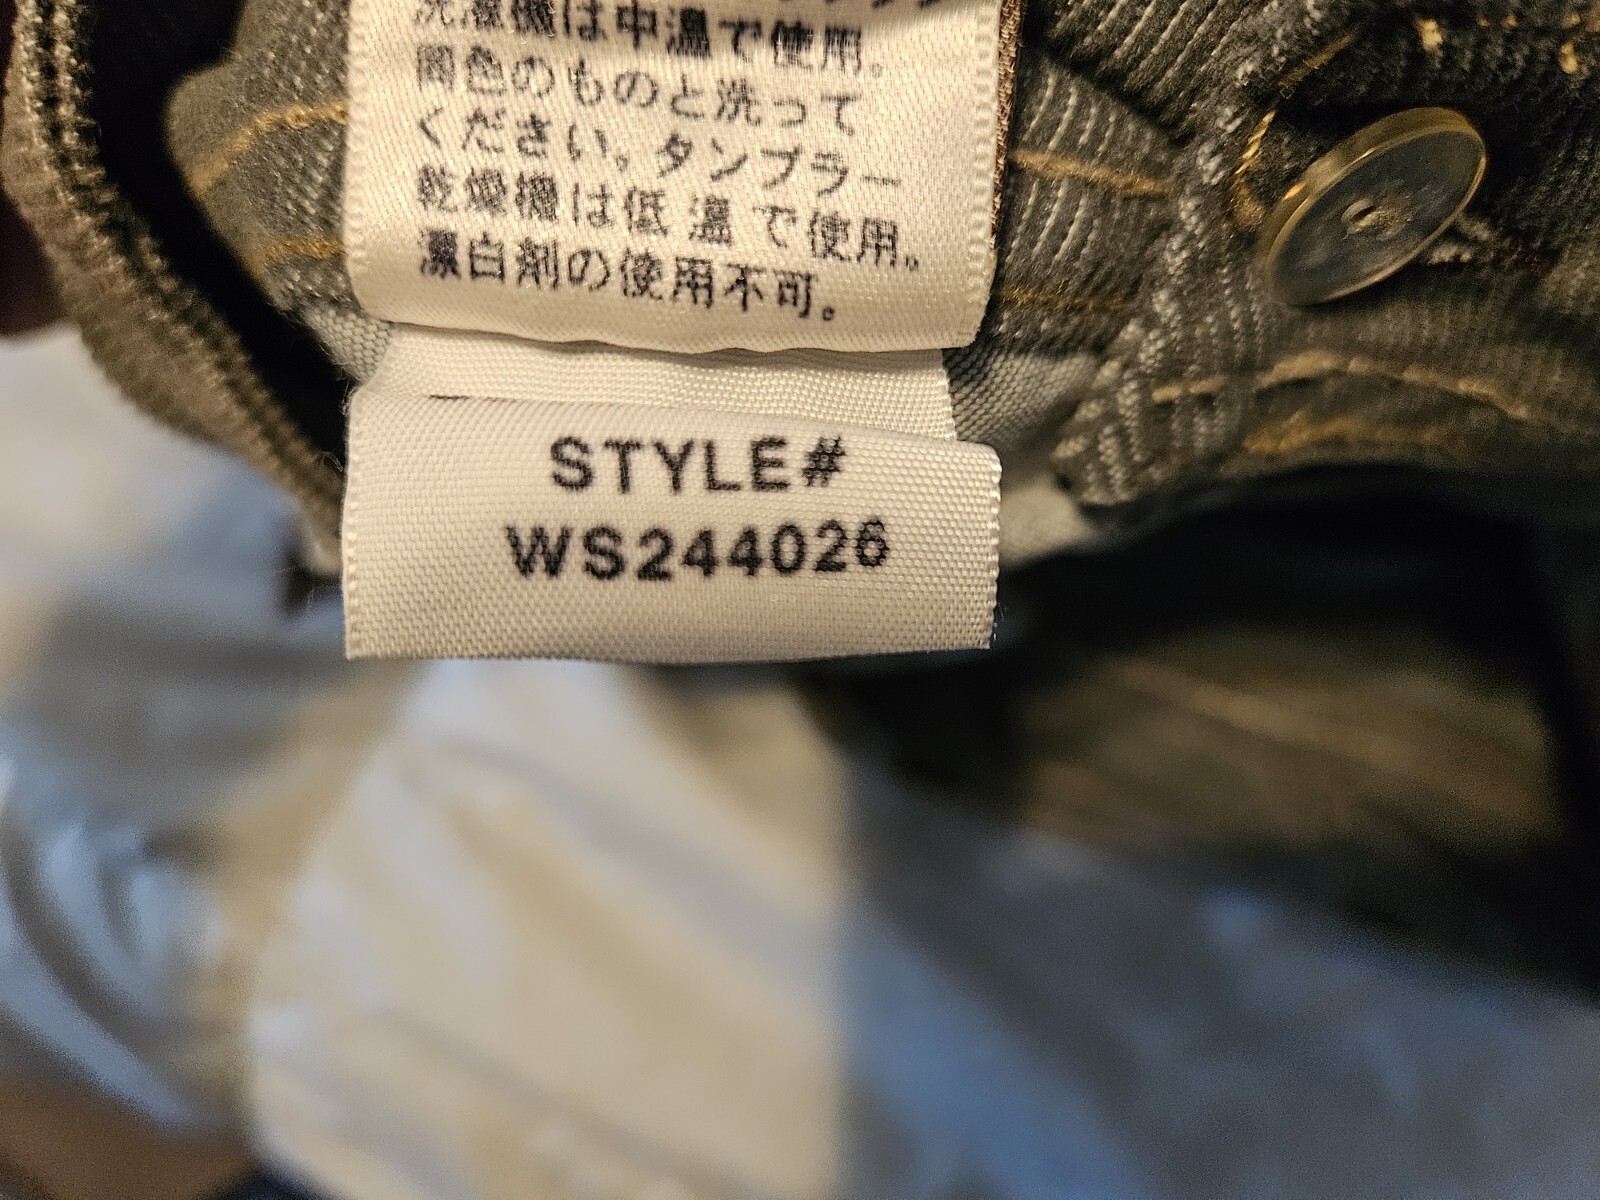 洗濯機は中温で使用。
同色のものと洗って
ください。タンブラー
乾燥機は低温で使用。
漂白剤の使用不可。
STYLE#
WS244026